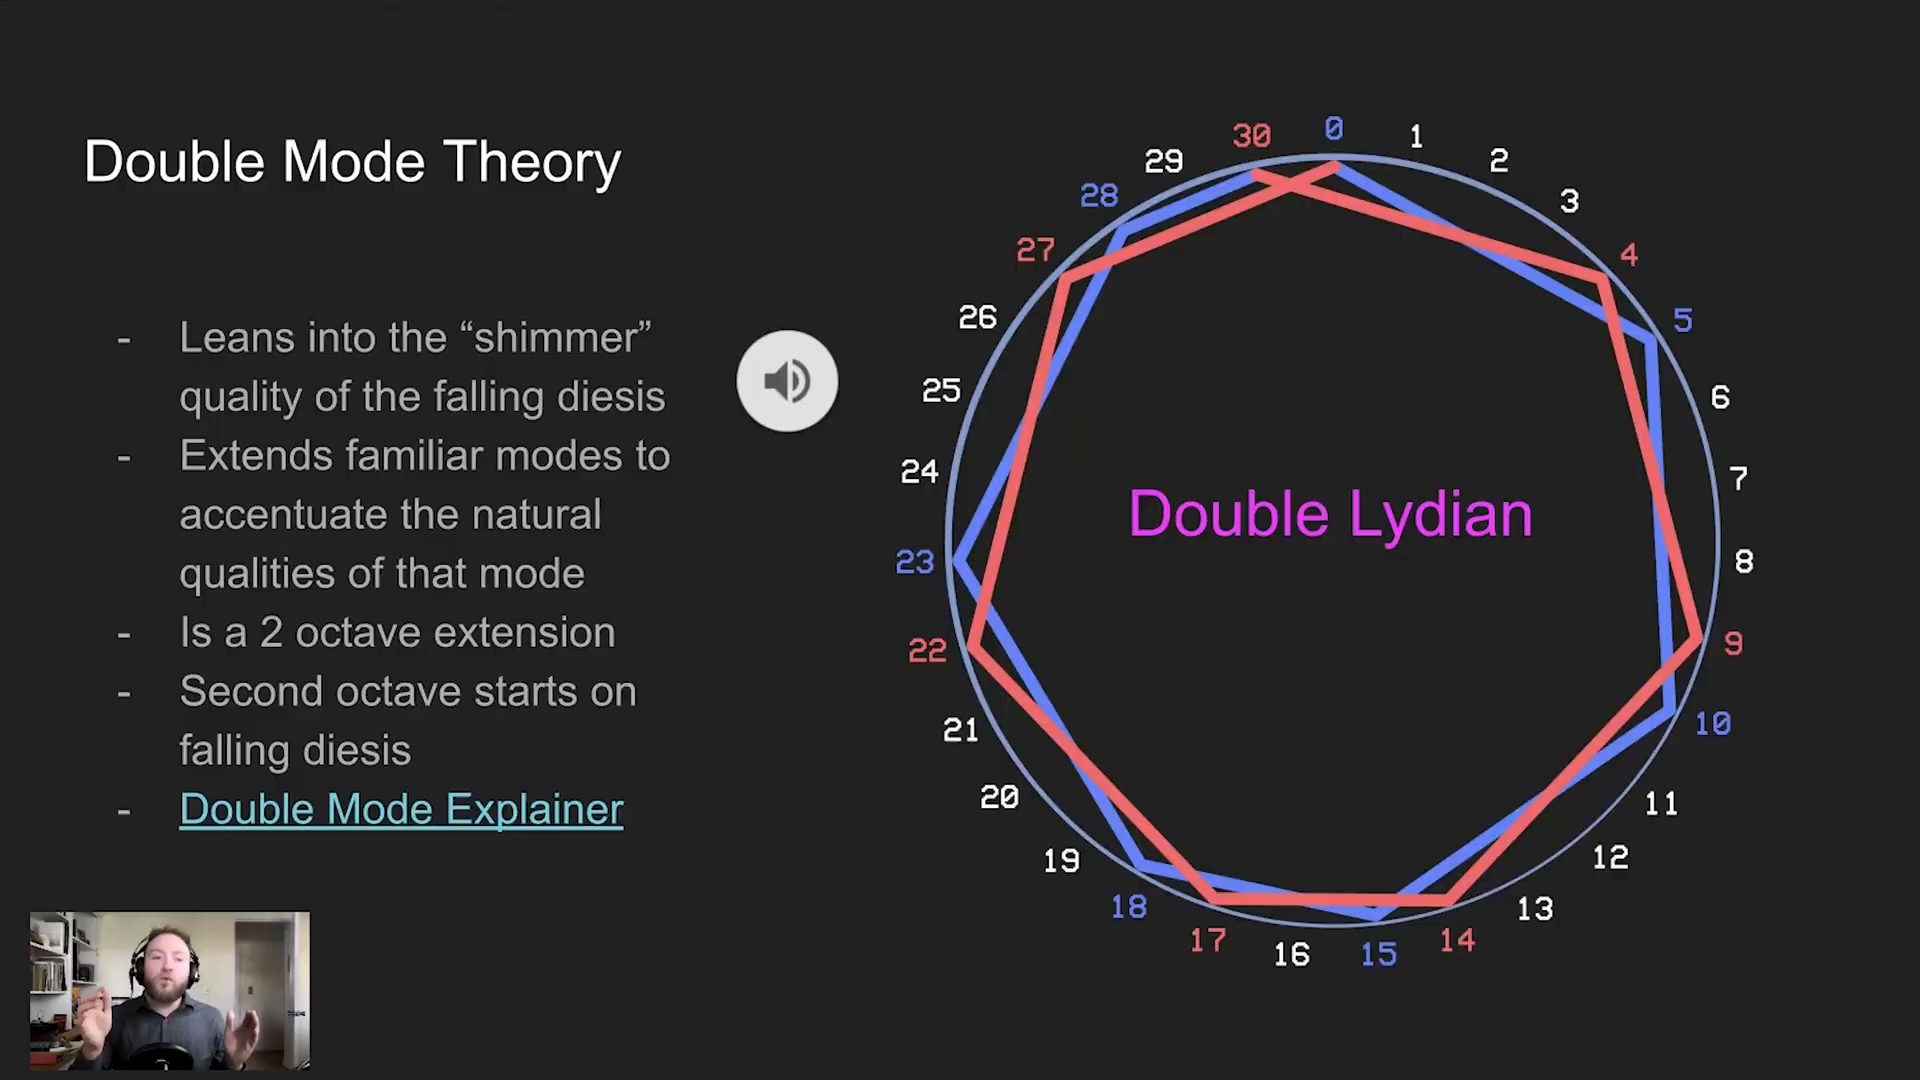 Double Mode Theory
- Leans into the “shimmer”
quality of the falling diesis
- Extends familiar modes to
accentuate the natural
qualities of that mode
- Is a 2 octave extension
- Second octave starts on
falling diesis
- Double Mode Explainer
0
1
2
3
4
5
6
7
8
9
10
11
12
13
14
15
16
17
18
19
20
21
22
23
24
25
26
27
28
29
30
Double Lydian